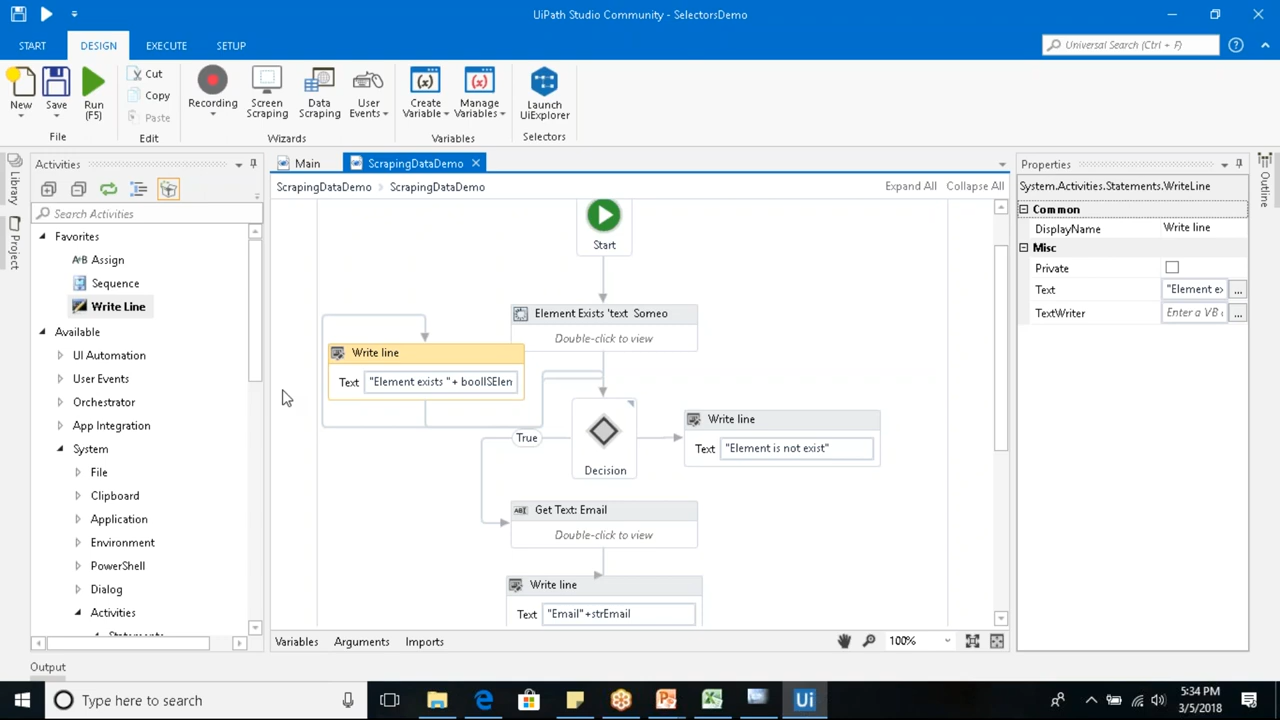 UiPath Studio Community - SelectorsDemo
START DESIGN EXECUTE SETUP
Universal Search (Ctrl + F)
New Save Run (F5)
Cut
Copy
Paste
Recording Screen Scraping Data Scraping User Events
Create Variable Manage Variables
Launch UiExplorer
File Edit Wizards Variables Selectors
Library
Project
Activities
Search Activities
Favorites
A+B Assign
Sequence
Write Line
Available
UI Automation
User Events
Orchestrator
App Integration
System
File
Clipboard
Application
Environment
PowerShell
Dialog
Activities
Main ScrapingDataDemo
ScrapingDataDemo > ScrapingDataDemo
Expand All Collapse All
Start
Element Exists 'text Someo
Double-click to view
Write line
Text "Element exists "+ boolISElen
True
Decision
Write line
Text "Element is not exist"
Get Text: Email
Double-click to view
Write line
Text "Email"+strEmail
Variables Arguments Imports
100%
Properties
System.Activities.Statements.WriteLine
Common
DisplayName Write line
Misc
Private
Text "Element ex ...
TextWriter Enter a VB ...
Outline
Output
Type here to search
Ui
5:34 PM
3/5/2018